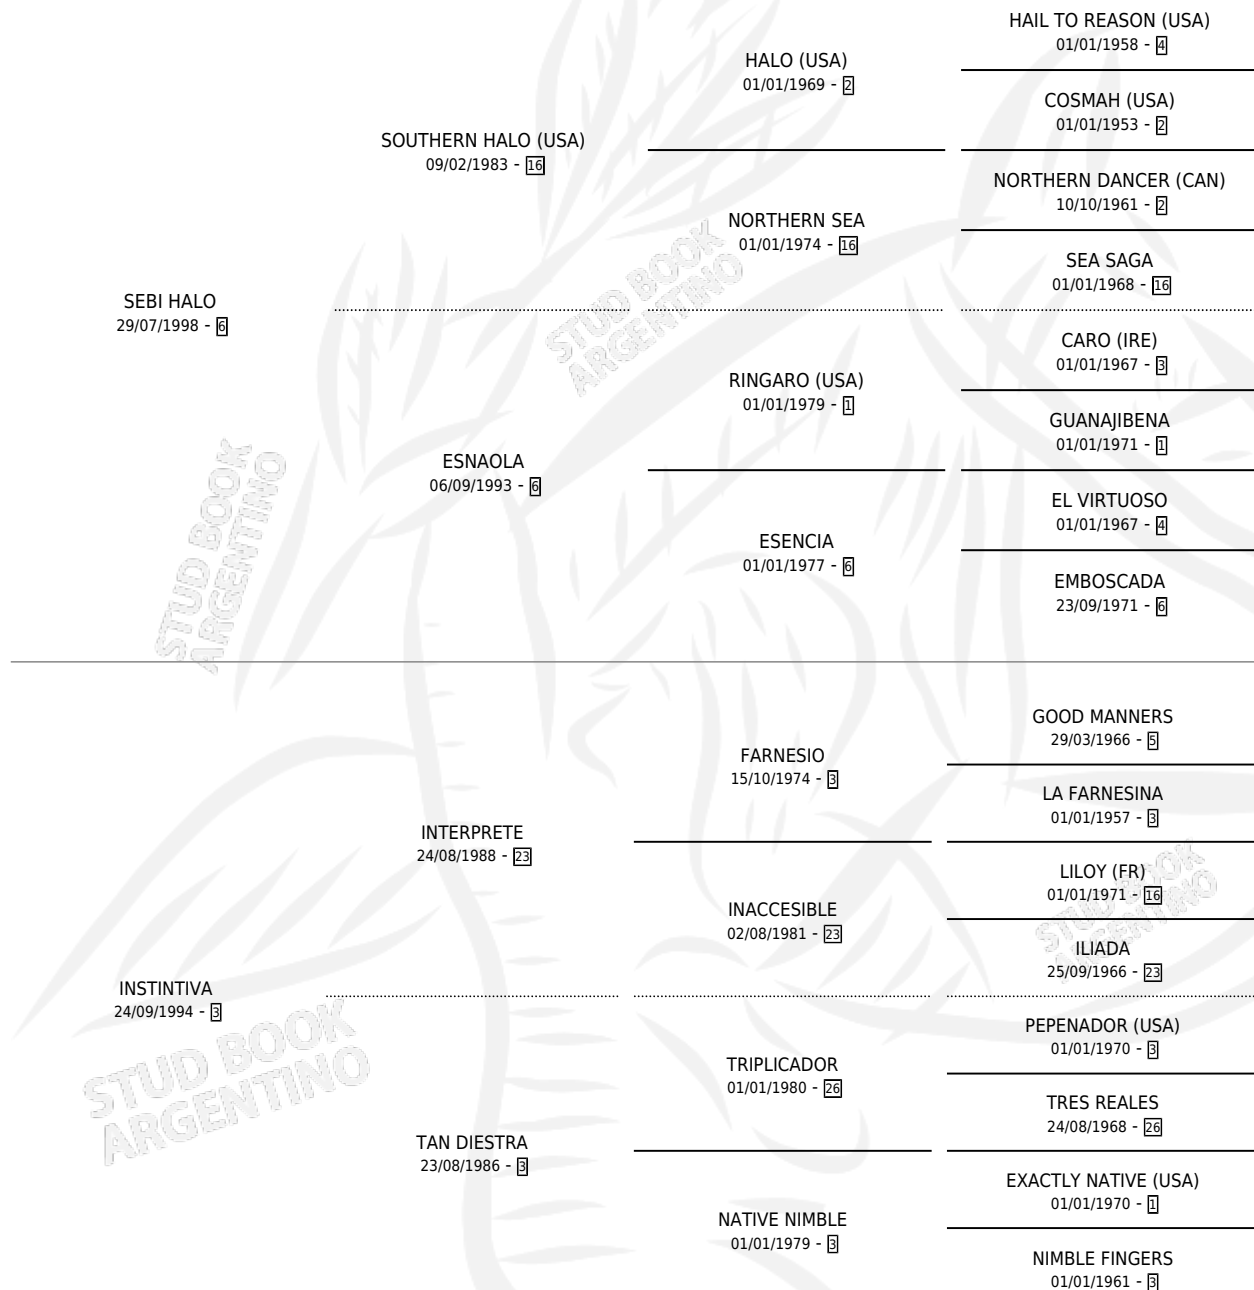 HAIL TO REASON (USA)
01/01/1958 - 4
HALO (USA)
01/01/1969 - 2
COSMAH (USA)
01/01/1953 - 2
SOUTHERN HALO (USA)
09/02/1983 - 16
NORTHERN DANCER (CAN)
10/10/1961 - 2
NORTHERN SEA
01/01/1974 - 16
SEA SAGA
01/01/1968 - 16
SEBI HALO
29/07/1998 - 6
STUD BOOK
ARGENTINO
CARO (IRE)
01/01/1967 - 3
RINGARO (USA)
01/01/1979 - 1
GUANAJIBENA
01/01/1971 - 1
ESNAOLA
06/09/1993 - 6
EL VIRTUOSO
01/01/1967 - 4
ESENCIA
01/01/1977 - 6
EMBOSCADA
23/09/1971 - 6
STUD BOOK
ARGENTINO
GOOD MANNERS
29/03/1966 - 5
FARNESIO
15/10/1974 - 3
LA FARNESINA
01/01/1957 - 3
INTERPRETE
24/08/1988 - 23
LILOY (FR)
01/01/1971 - 16
INACCESIBLE
02/08/1981 - 23
ILIADA
25/09/1966 - 23
STUD BOOK
ARGENTINO
INSTINTIVA
24/09/1994 - 3
PEPENADOR (USA)
01/01/1970 - 3
TRIPLICADOR
01/01/1980 - 26
TRES REALES
24/08/1968 - 26
STUD BOOK
ARGENTINO
TAN DIESTRA
23/08/1986 - 3
EXACTLY NATIVE (USA)
01/01/1970 - 1
NATIVE NIMBLE
01/01/1979 - 3
NIMBLE FINGERS
01/01/1961 - 3